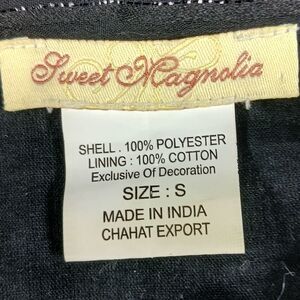 Sweet Magnolia
SHELL . 100% POLYESTER
LINING : 100% COTTON
Exclusive Of Decoration
SIZE : S
MADE IN INDIA
CHAHAT EXPORT